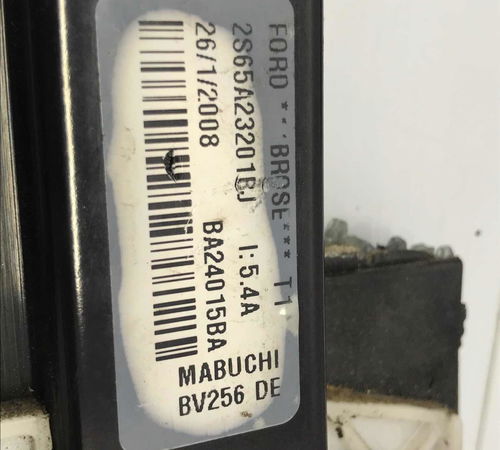 FORD ***BROSE*** T1
2S65A23201BJ I:5.4A
26/1/2008 BA24015BA
MABUCHI
BV256 DE